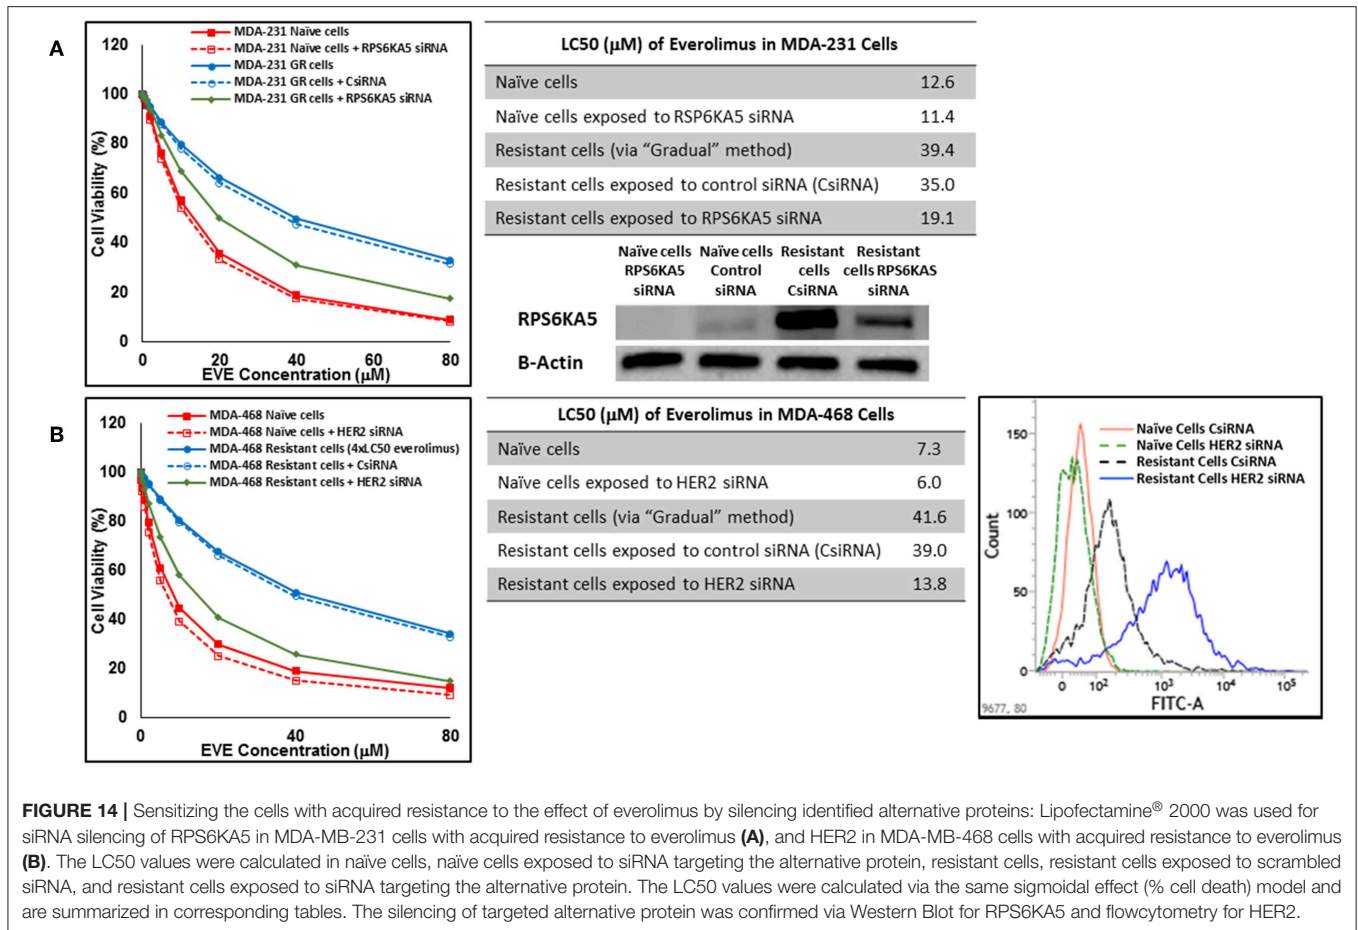 A
MDA-231 Naïve cells
MDA-231 Naïve cells + RPS6KA5 siRNA
MDA-231 GR cells
MDA-231 GR cells + CsiRNA
MDA-231 GR cells + RPS6KA5 siRNA
120
100
80
60
40
20
0
Cell Viability (%)
0 20 40 60 80
EVE Concentration (µM)
LC50 (µM) of Everolimus in MDA-231 Cells
Naïve cells 12.6
Naïve cells exposed to RSP6KA5 siRNA 11.4
Resistant cells (via “Gradual” method) 39.4
Resistant cells exposed to control siRNA (CsiRNA) 35.0
Resistant cells exposed to RPS6KA5 siRNA 19.1
Naïve cells Naïve cells Resistant Resistant
RPS6KA5 Control cells cells RPS6KAS
siRNA siRNA CsiRNA siRNA
RPS6KA5
B-Actin
B
MDA-468 Naïve cells
MDA-468 Naïve cells + HER2 siRNA
MDA-468 Resistant cells (4xLC50 everolimus)
MDA-468 Resistant cells + CsiRNA
MDA-468 Resistant cells + HER2 siRNA
120
100
80
60
40
20
0
Cell Viability (%)
0 40 80
EVE Concentration (µM)
LC50 (µM) of Everolimus in MDA-468 Cells
Naïve cells 7.3
Naïve cells exposed to HER2 siRNA 6.0
Resistant cells (via “Gradual” method) 41.6
Resistant cells exposed to control siRNA (CsiRNA) 39.0
Resistant cells exposed to HER2 siRNA 13.8
Naïve Cells CsiRNA
Naïve Cells HER2 siRNA
Resistant Cells CsiRNA
Resistant Cells HER2 siRNA
150
100
50
0
Count
0 10² 10³ 10⁴ 10⁵
FITC-A
9677, 80
FIGURE 14 | Sensitizing the cells with acquired resistance to the effect of everolimus by silencing identified alternative proteins: Lipofectamine® 2000 was used for
siRNA silencing of RPS6KA5 in MDA-MB-231 cells with acquired resistance to everolimus (A), and HER2 in MDA-MB-468 cells with acquired resistance to everolimus
(B). The LC50 values were calculated in naïve cells, naïve cells exposed to siRNA targeting the alternative protein, resistant cells, resistant cells exposed to scrambled
siRNA, and resistant cells exposed to siRNA targeting the alternative protein. The LC50 values were calculated via the same sigmoidal effect (% cell death) model and
are summarized in corresponding tables. The silencing of targeted alternative protein was confirmed via Western Blot for RPS6KA5 and flowcytometry for HER2.